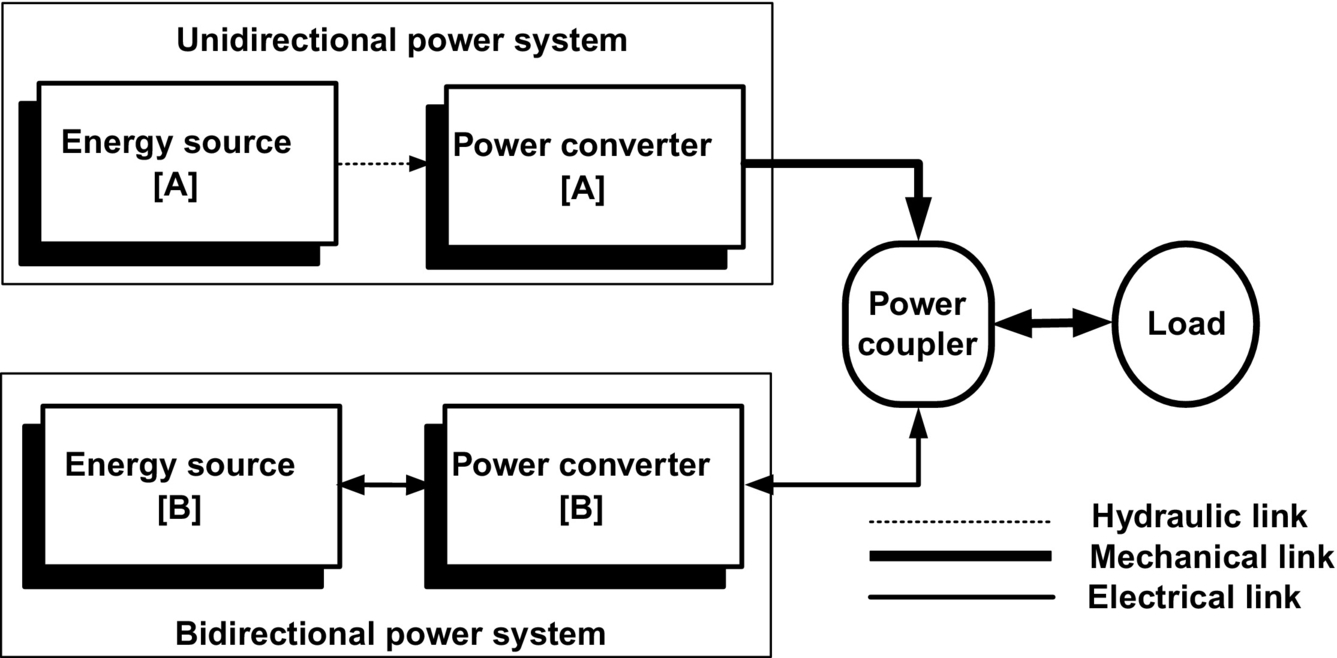 Unidirectional power system
Energy source
[A]
Power converter
[A]
Power
coupler
Load
Energy source
[B]
Power converter
[B]
Bidirectional power system
Hydraulic link
Mechanical link
Electrical link